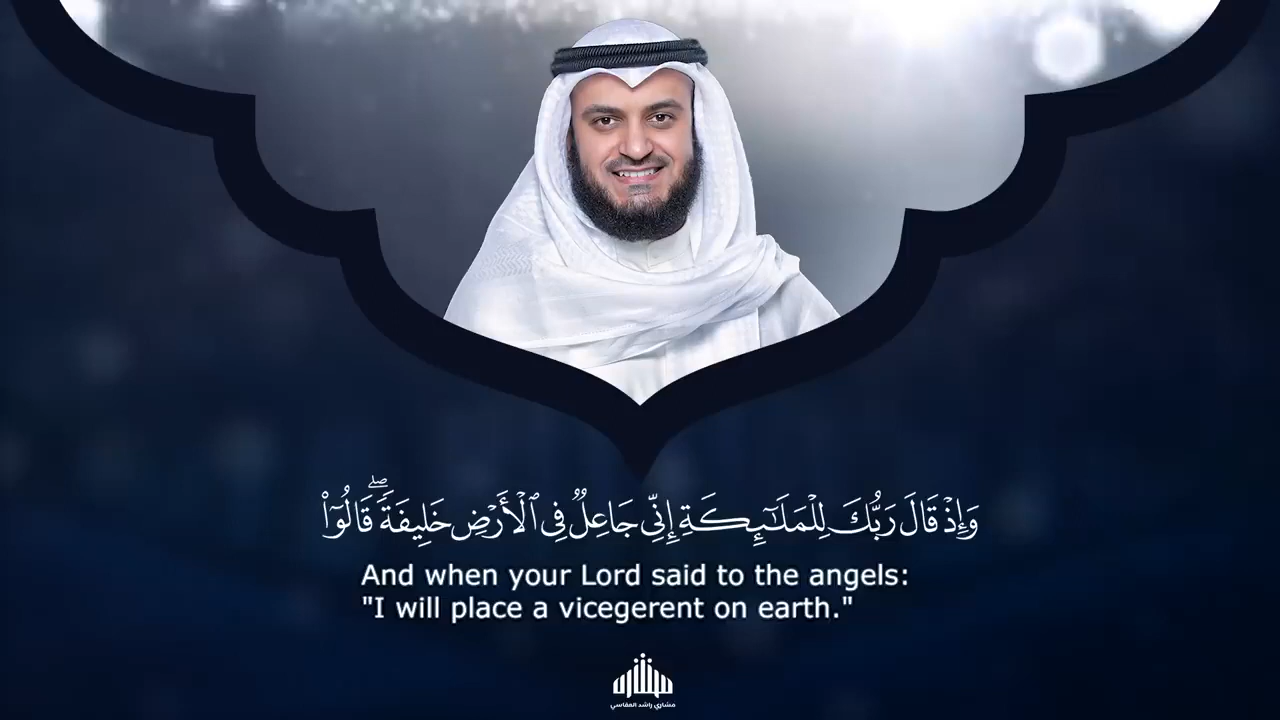 وَإِذْ قَالَ رَبُّكَ لِلْمَلَـٰٓئِكَةِ إِنِّى جَاعِلٌ فِى ٱلْأَرْضِ خَلِيفَةً ۖ قَالُوٓا۟
And when your Lord said to the angels:
"I will place a vicegerent on earth."
مشاري راشد العفاسي